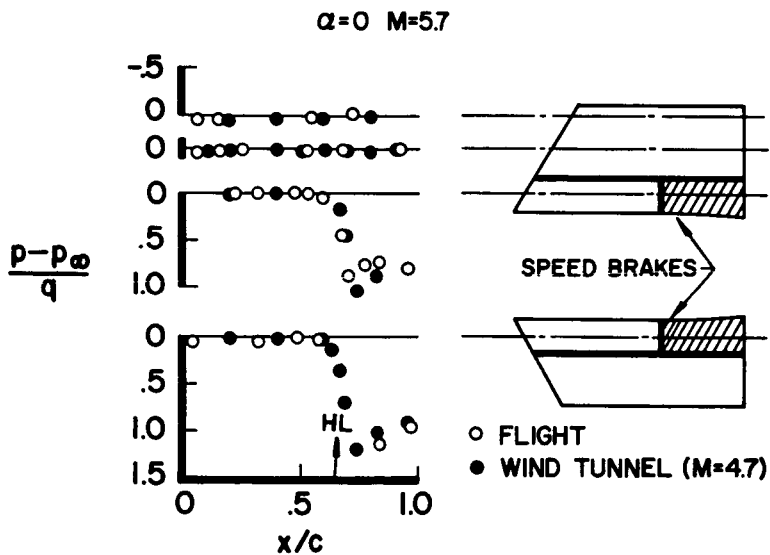 α=0 M=5.7
-.5
0
0
0
.5
1.0
p-p∞
q
SPEED BRAKES
0
.5
1.0
1.5
HL
0 .5 1.0
x/c
○ FLIGHT
● WIND TUNNEL (M=4.7)